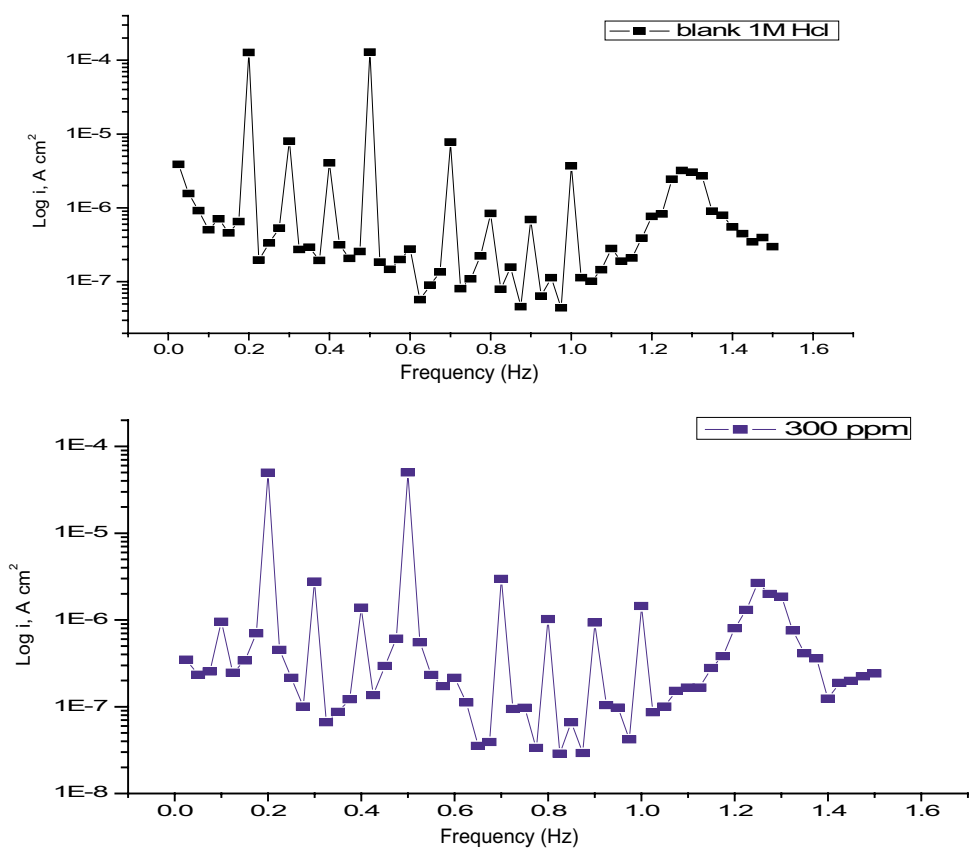 blank 1M Hcl
1E-4
1E-5
1E-6
1E-7
Log i, A cm²
0.0 0.2 0.4 0.6 0.8 1.0 1.2 1.4 1.6
Frequency (Hz)
300 ppm
1E-4
1E-5
1E-6
1E-7
1E-8
Log i, A cm²
0.0 0.2 0.4 0.6 0.8 1.0 1.2 1.4 1.6
Frequency (Hz)